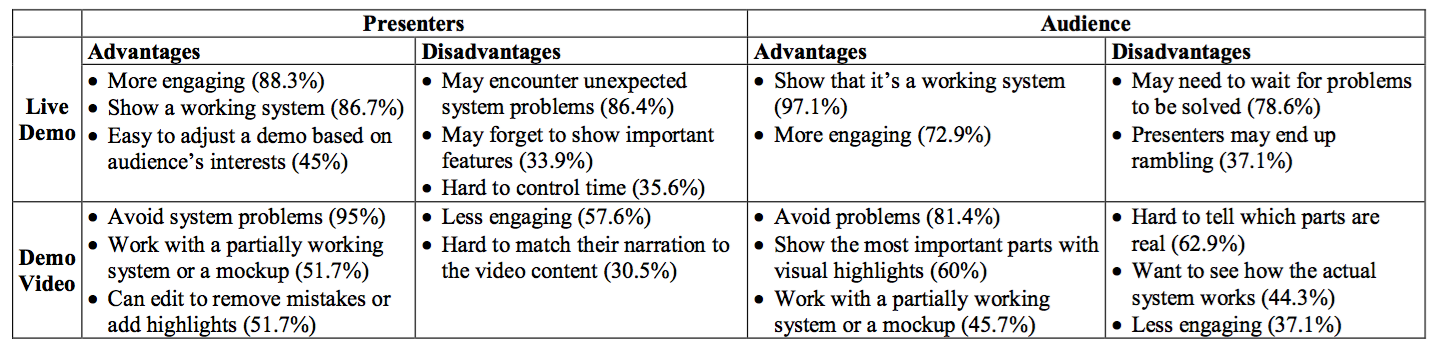 Presenters
Audience
Advantages
Disadvantages
Advantages
Disadvantages
Live
Demo
• More engaging (88.3%)
• Show a working system (86.7%)
• Easy to adjust a demo based on
audience's interests (45%)
• May encounter unexpected
system problems (86.4%)
• May forget to show important
features (33.9%)
• Hard to control time (35.6%)
• Show that it's a working system
(97.1%)
• More engaging (72.9%)
• May need to wait for problems
to be solved (78.6%)
• Presenters may end up
rambling (37.1%)
Demo
Video
• Avoid system problems (95%)
• Work with a partially working
system or a mockup (51.7%)
• Can edit to remove mistakes or
add highlights (51.7%)
• Less engaging (57.6%)
• Hard to match their narration to
the video content (30.5%)
• Avoid problems (81.4%)
• Show the most important parts with
visual highlights (60%)
• Work with a partially working
system or a mockup (45.7%)
• Hard to tell which parts are
real (62.9%)
• Want to see how the actual
system works (44.3%)
• Less engaging (37.1%)